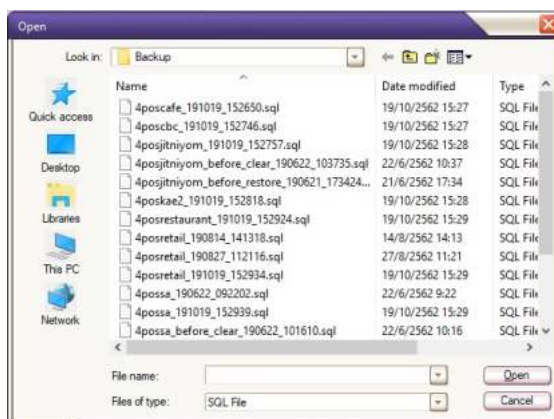 Open
Look in: Backup
Name Date modified Type
4poscafe_191019_152650.sql 19/10/2562 15:27 SQL File
4poscbc_191019_152746.sql 19/10/2562 15:27 SQL File
4posjitniyom_191019_152757.sql 19/10/2562 15:28 SQL File
4posjitniyom_before_clear_190622_103735.sql 22/6/2562 10:37 SQL File
4posjitniyom_before_restore_190621_173424... 21/6/2562 17:34 SQL File
4poskae2_191019_152818.sql 19/10/2562 15:28 SQL File
4posrestaurant_191019_152924.sql 19/10/2562 15:29 SQL File
4posretail_190814_141318.sql 14/8/2562 14:13 SQL File
4posretail_190827_112116.sql 27/8/2562 11:21 SQL File
4posretail_191019_152934.sql 19/10/2562 15:29 SQL File
4possa_190622_092202.sql 22/6/2562 9:22 SQL File
4possa_191019_152939.sql 19/10/2562 15:29 SQL File
4possa_before_clear_190622_101610.sql 22/6/2562 10:16 SQL File
Quick access
Desktop
Libraries
This PC
Network
File name: Open
Files of type: SQL File Cancel